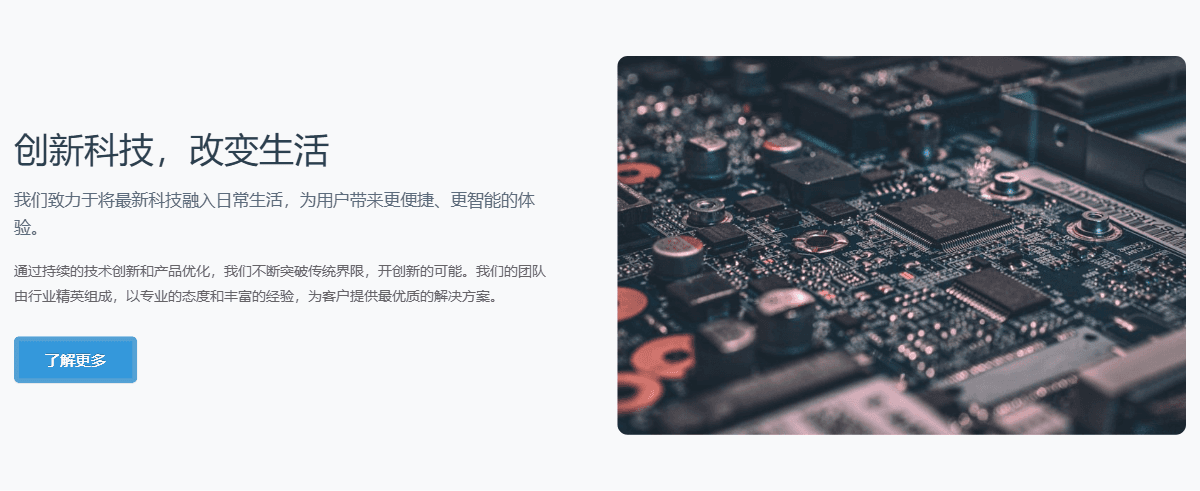 创新科技，改变生活
我们致力于将最新科技融入日常生活，为用户带来更便捷、更智能的体
验。
通过持续的技术创新和产品优化，我们不断突破传统界限，开创新的可能。我们的团队
由行业精英组成，以专业的态度和丰富的经验，为客户提供最优质的解决方案。
了解更多